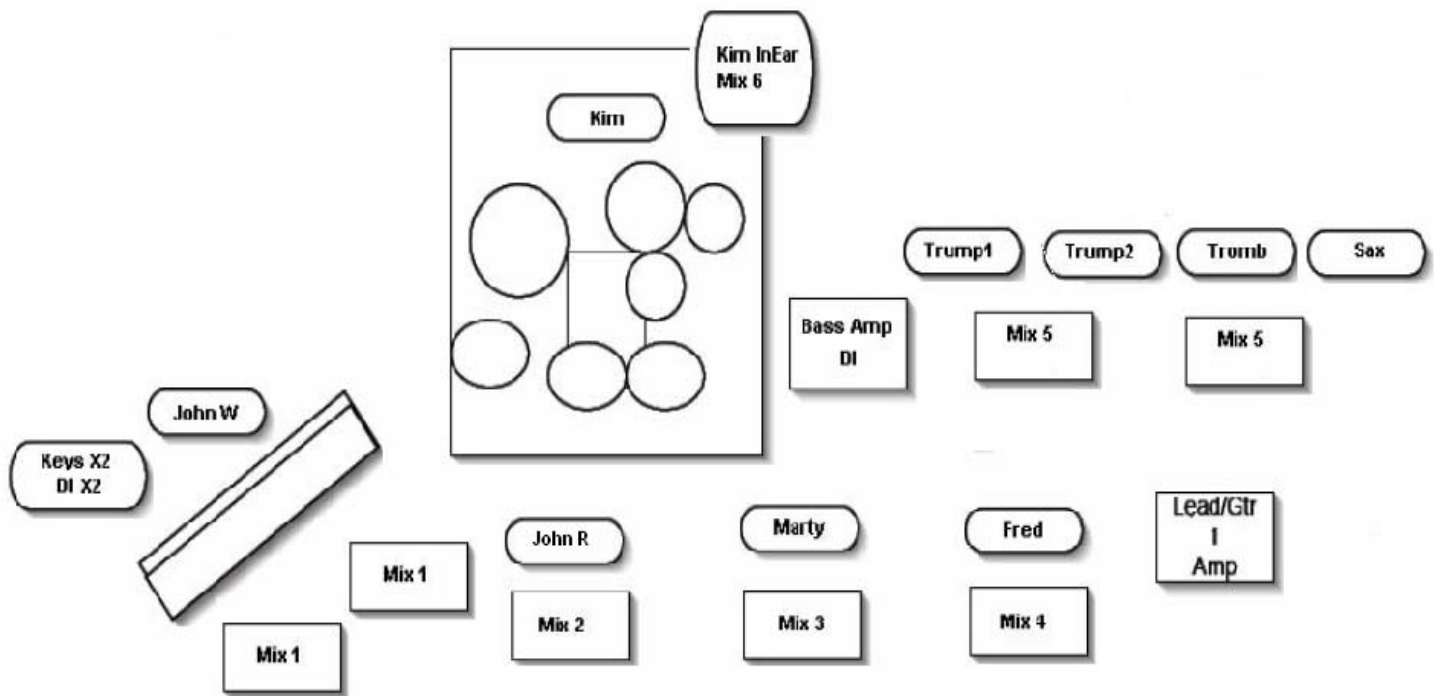 Kim InEar
Mix 6
Kim
Trump1
Trump2
Tromb
Sax
Bass Amp
DI
Mix 5
Mix 5
John W
Keys X2
DI X2
John R
Marty
Fred
Lead/Gtr
1
Amp
Mix 1
Mix 2
Mix 3
Mix 4
Mix 1